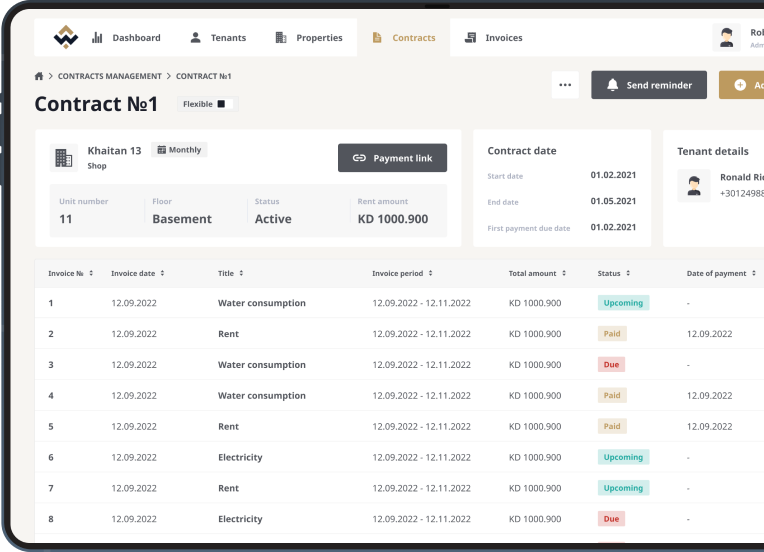 Dashboard Tenants Properties Contracts Invoices
CONTRACTS MANAGEMENT > CONTRACT №1
Contract №1 Flexible
... Send reminder
Khaitan 13 Monthly
Shop
Payment link
Unit number Floor Status Rent amount
11 Basement Active KD 1000.900
Contract date
Start date 01.02.2021
End date 01.05.2021
First payment due date 01.02.2021
Tenant details
Ronald
+30124988
Invoice № Invoice date Title Invoice period Total amount Status Date of payment
1 12.09.2022 Water consumption 12.09.2022 - 12.11.2022 KD 1000.900 Upcoming -
2 12.09.2022 Rent 12.09.2022 - 12.11.2022 KD 1000.900 Paid 12.09.2022
3 12.09.2022 Water consumption 12.09.2022 - 12.11.2022 KD 1000.900 Due -
4 12.09.2022 Water consumption 12.09.2022 - 12.11.2022 KD 1000.900 Paid 12.09.2022
5 12.09.2022 Rent 12.09.2022 - 12.11.2022 KD 1000.900 Paid 12.09.2022
6 12.09.2022 Electricity 12.09.2022 - 12.11.2022 KD 1000.900 Upcoming -
7 12.09.2022 Rent 12.09.2022 - 12.11.2022 KD 1000.900 Upcoming -
8 12.09.2022 Electricity 12.09.2022 - 12.11.2022 KD 1000.900 Due -